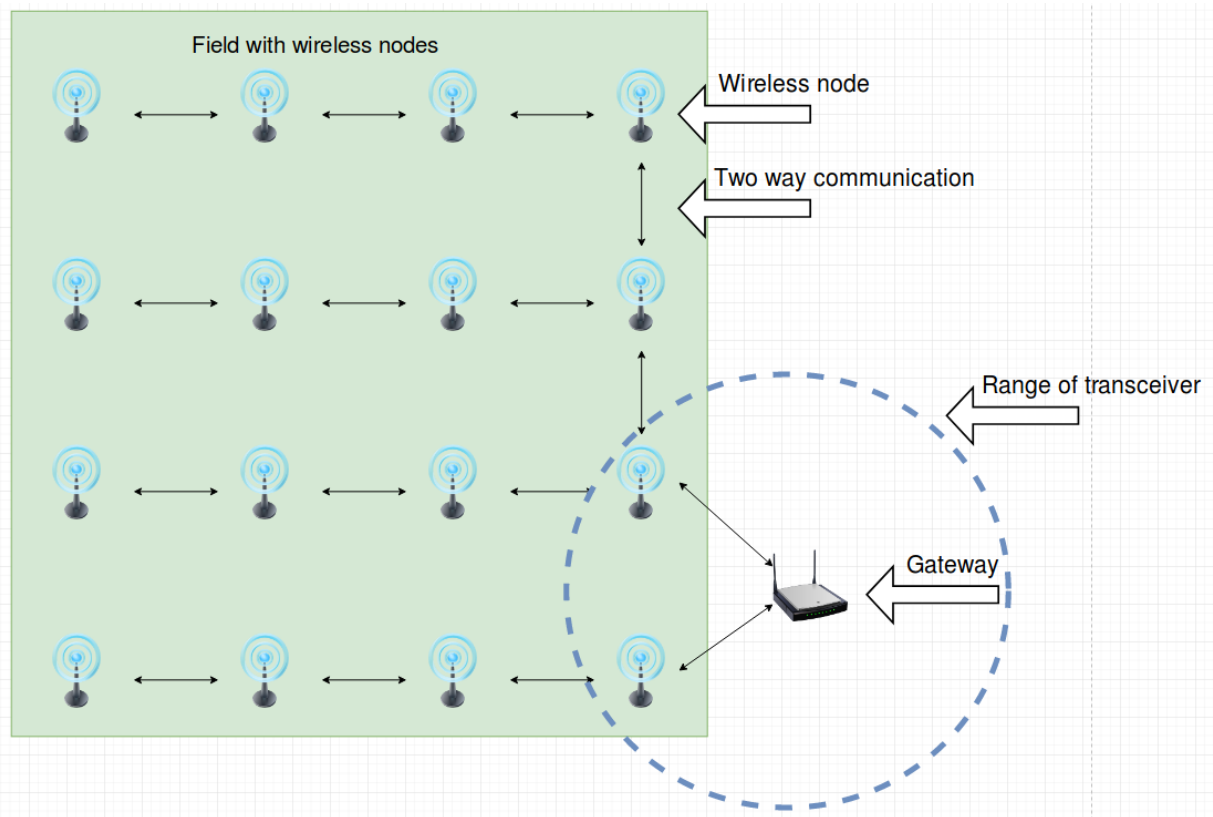 Field with wireless nodes
Wireless node
Two way communication
Range of transceiver
Gateway